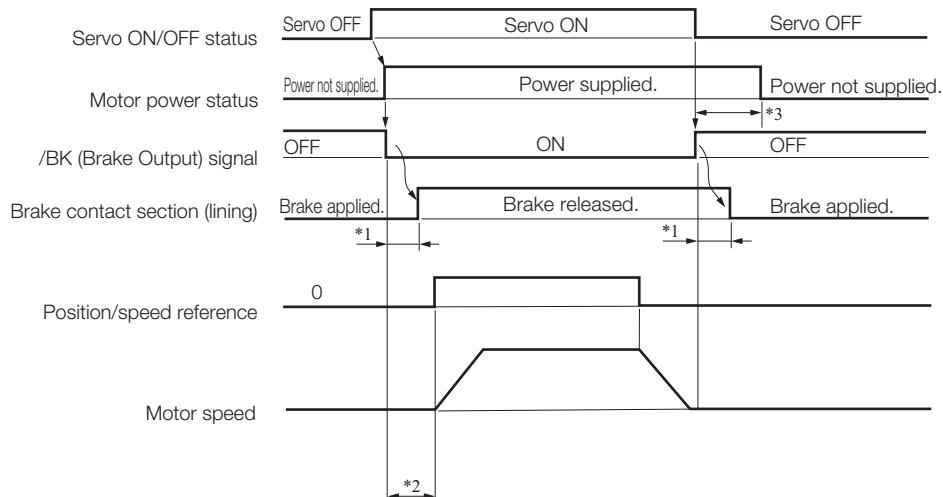 Servo ON/OFF status
Servo OFF
Servo ON
Servo OFF
Motor power status
Power not supplied.
Power supplied.
Power not supplied.
*3
/BK (Brake Output) signal
OFF
ON
OFF
Brake contact section (lining)
Brake applied.
Brake released.
Brake applied.
*1
*1
Position/speed reference
0
Motor speed
*2